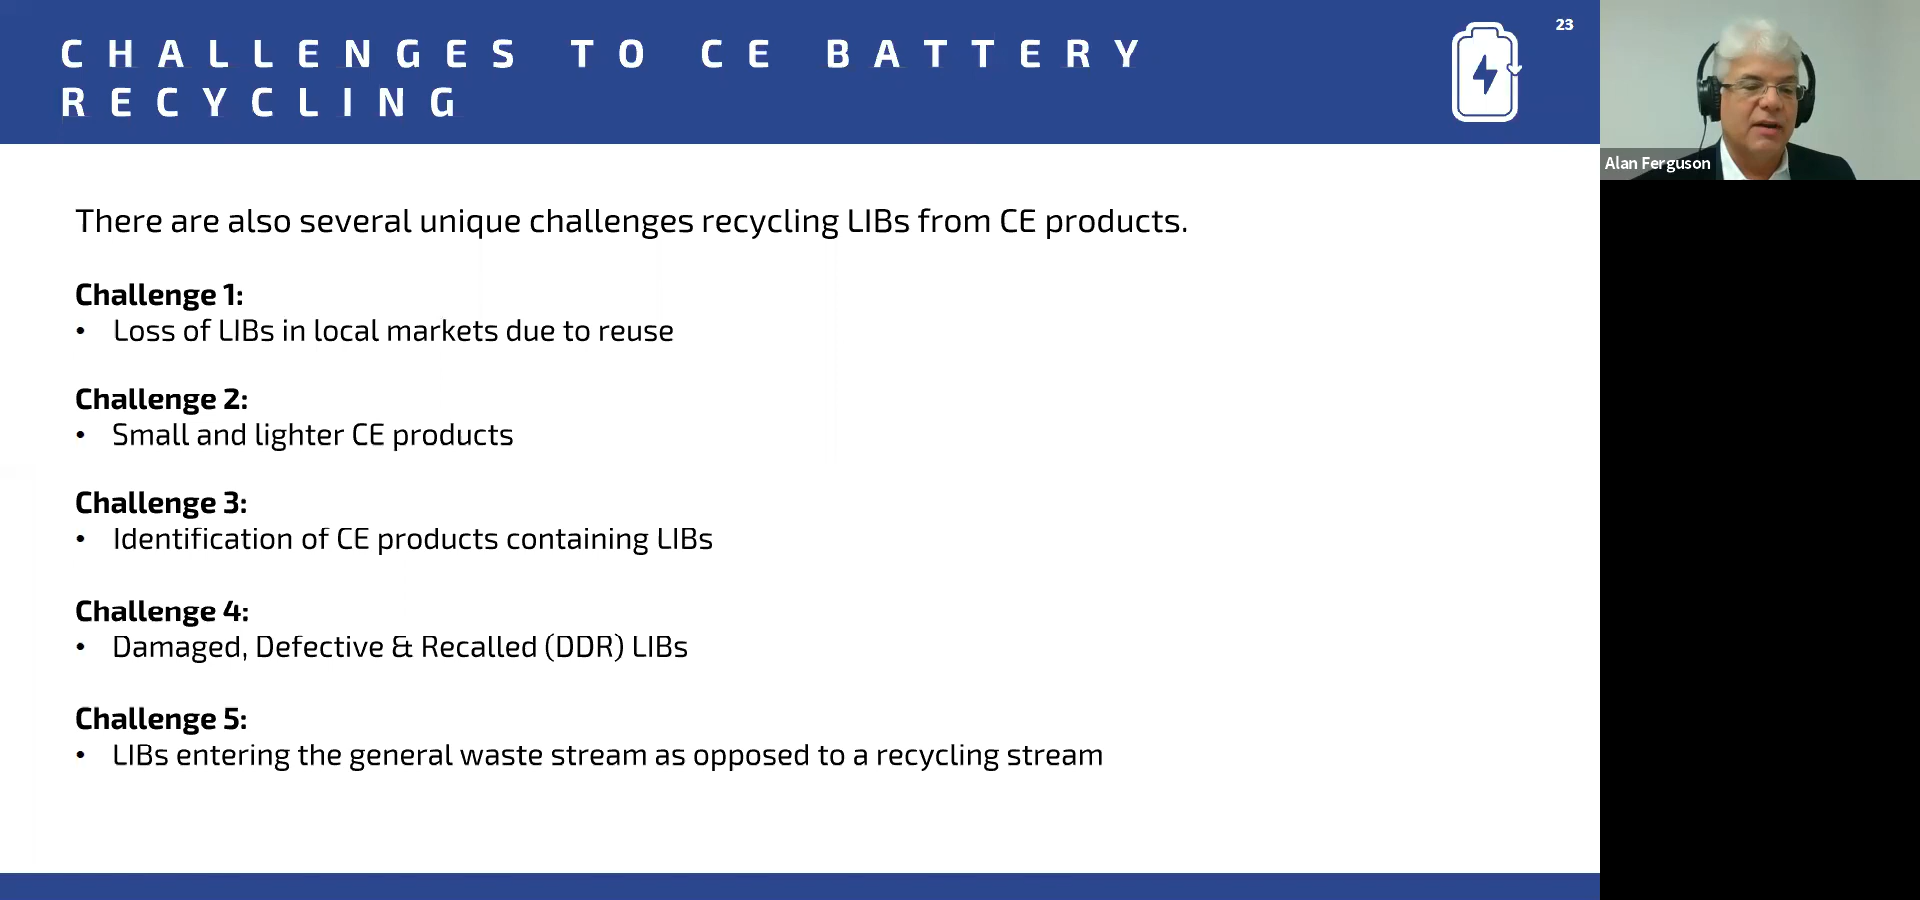 CHALLENGES TO CE BATTERY
RECYCLING
23
Alan Ferguson
There are also several unique challenges recycling LIBs from CE products.
Challenge 1:
• Loss of LIBs in local markets due to reuse
Challenge 2:
• Small and lighter CE products
Challenge 3:
• Identification of CE products containing LIBs
Challenge 4:
• Damaged, Defective & Recalled (DDR) LIBs
Challenge 5:
• LIBs entering the general waste stream as opposed to a recycling stream